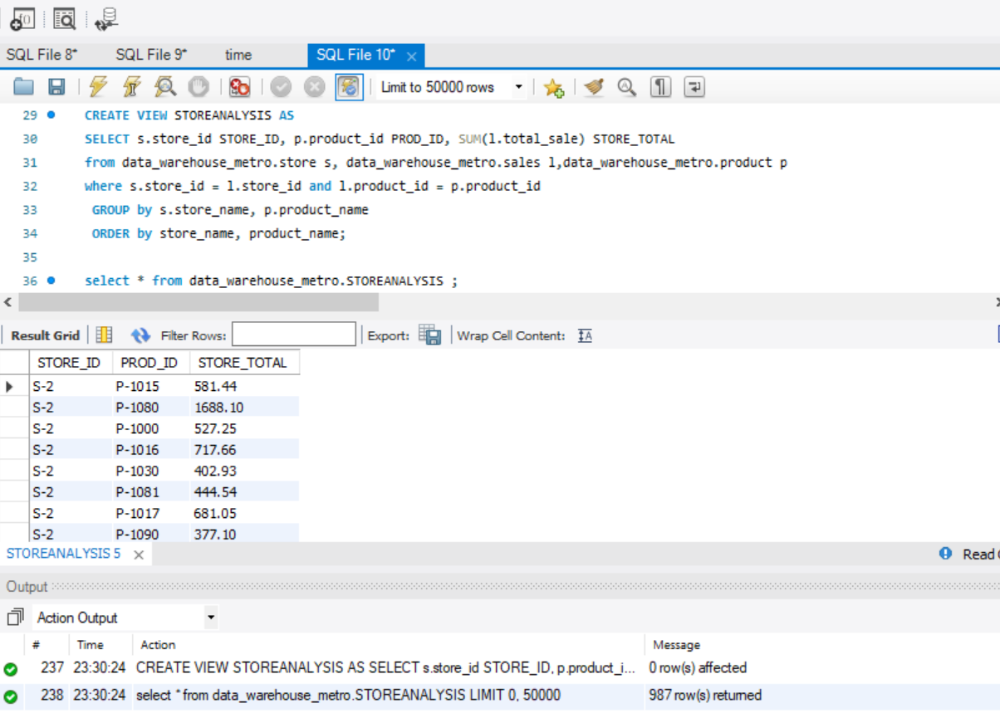 f()
SQL File 8* SQL File 9* time SQL File 10* ×
Limit to 50000 rows
29 CREATE VIEW STOREANALYSIS AS
30 SELECT s.store_id STORE_ID, p.product_id PROD_ID, SUM(l.total_sale) STORE_TOTAL
31 from data_warehouse_metro.store s, data_warehouse_metro.sales l,data_warehouse_metro.product p
32 where s.store_id = l.store_id and l.product_id = p.product_id
33 GROUP by s.store_name, p.product_name
34 ORDER by store_name, product_name;
35
36 select * from data_warehouse_metro.STOREANALYSIS ;
Result Grid Filter Rows: Export: Wrap Cell Content: IA
STORE_ID PROD_ID STORE_TOTAL
S-2 P-1015 581.44
S-2 P-1080 1688.10
S-2 P-1000 527.25
S-2 P-1016 717.66
S-2 P-1030 402.93
S-2 P-1081 444.54
S-2 P-1017 681.05
S-2 P-1090 377.10
STOREANALYSIS 5 × Read
Output
Action Output
# Time Action Message
237 23:30:24 CREATE VIEW STOREANALYSIS AS SELECT s.store_id STORE_ID, p.product_i... 0 row(s) affected
238 23:30:24 select * from data_warehouse_metro.STOREANALYSIS LIMIT 0, 50000 987 row(s) returned